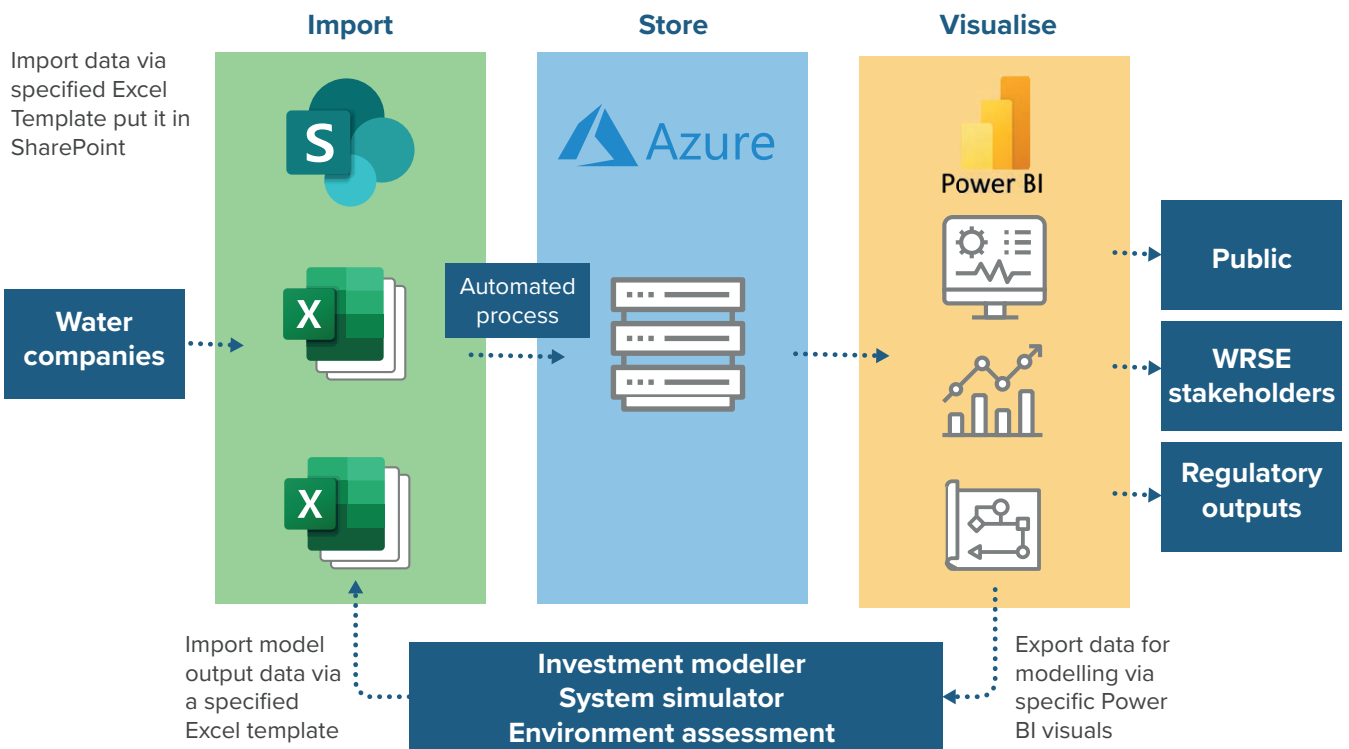 Import
Store
Visualise
Import data via
specified Excel
Template put it in
SharePoint
S
Azure
Power BI
Water
companies
X
Automated
process
Public
WRSE
stakeholders
X
Regulatory
outputs
Import model
output data via
a specified
Excel template
Investment modeller
System simulator
Environment assessment
Export data for
modelling via
specific Power
BI visuals